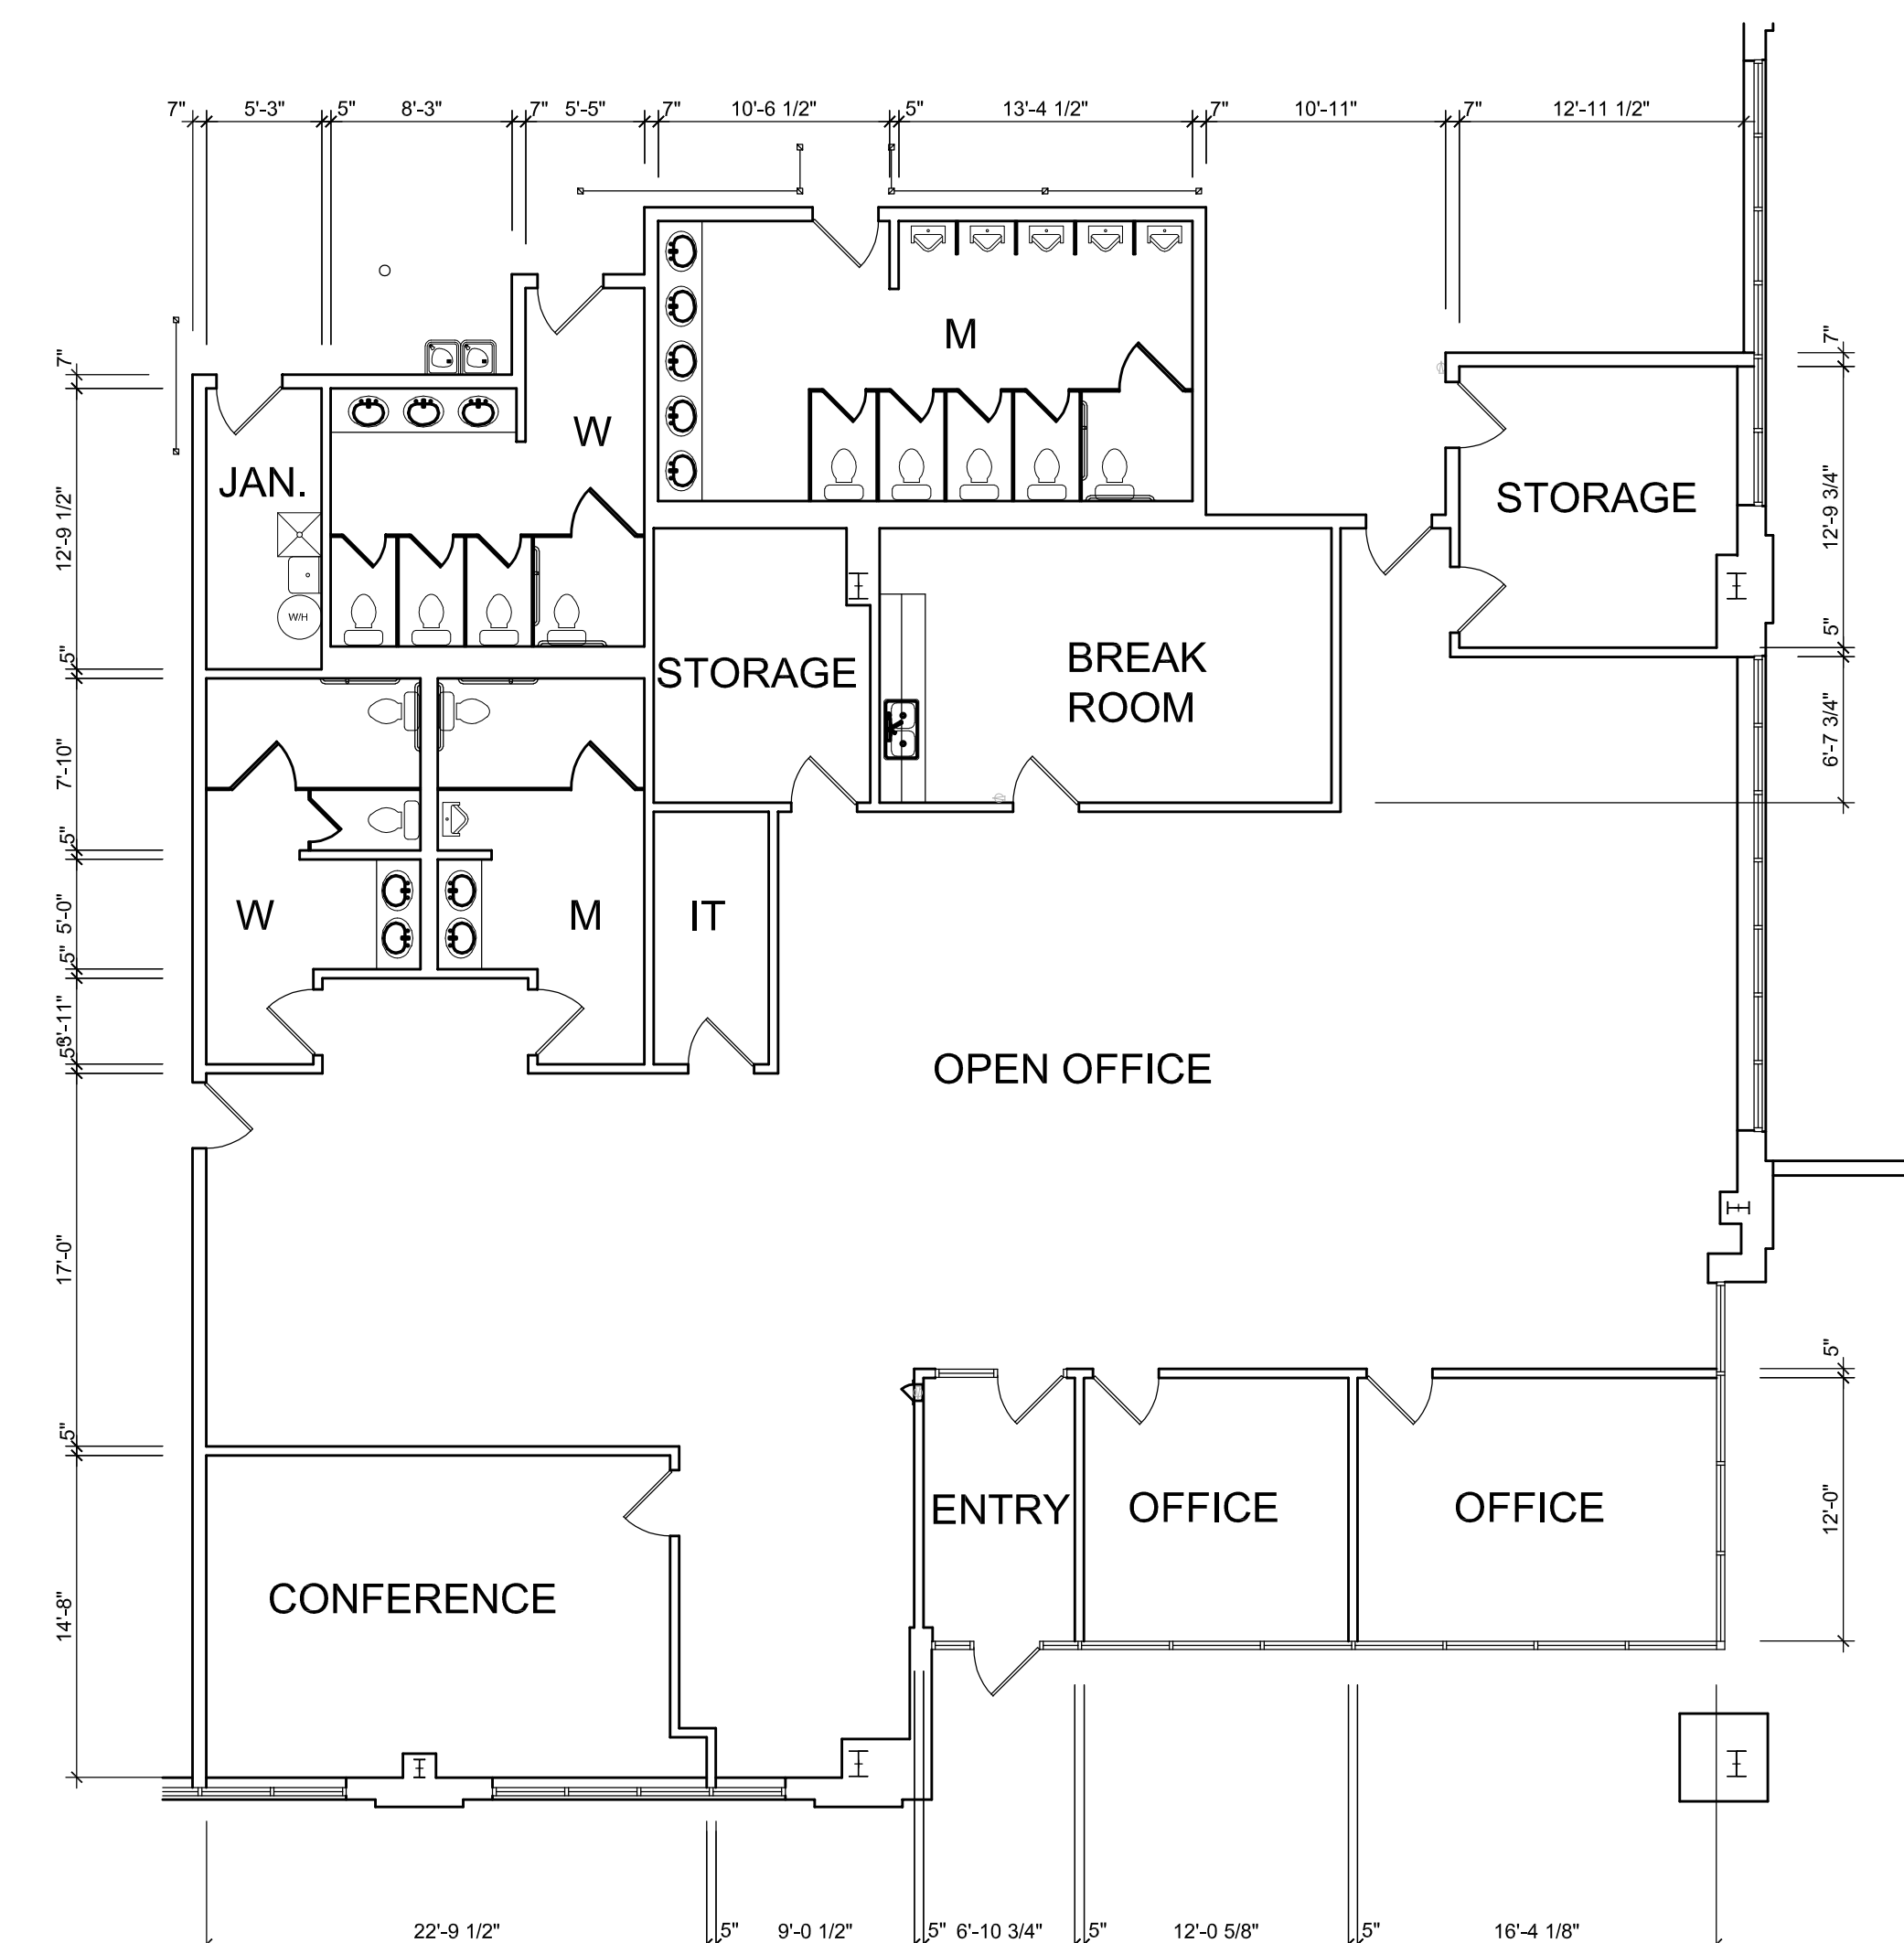 7" 5'-3" 5" 8'-3" 7" 5'-5" 7" 10'-6 1/2" 5" 13'-4 1/2" 7" 10'-11" 7" 12'-11 1/2"
M
7"
7"
W
JAN.
STORAGE
12'-9 1/2"
12'-9 3/4"
W/H
5"
5"
STORAGE
BREAK
ROOM
7'-10"
6'-7 3/4"
5"
W
M
IT
5'-0"
5"
3'-11"
5"
OPEN OFFICE
17'-0"
5"
5"
ENTRY
OFFICE
OFFICE
12'-0"
CONFERENCE
14'-8"
22'-9 1/2" 5" 9'-0 1/2" 5" 6'-10 3/4" 5" 12'-0 5/8" 5" 16'-4 1/8"